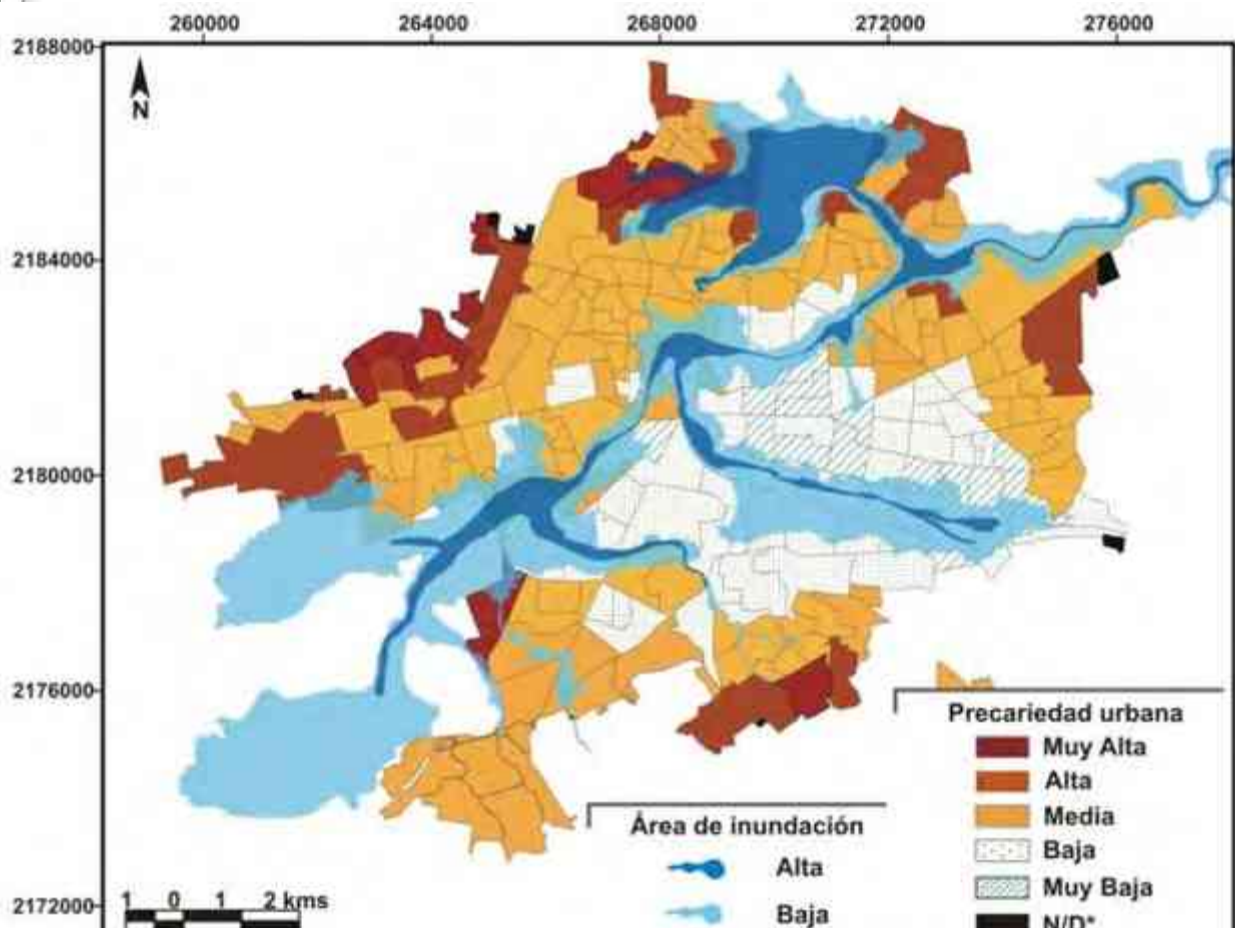 260000 264000 268000 272000 276000
2188000
N
2184000
2180000
2176000
Precariedad urbana
Muy Alta
Alta
Media
Baja
Muy Baja
N/D*
Área de inundación
Alta
Baja
2172000
1 0 1 2 kms